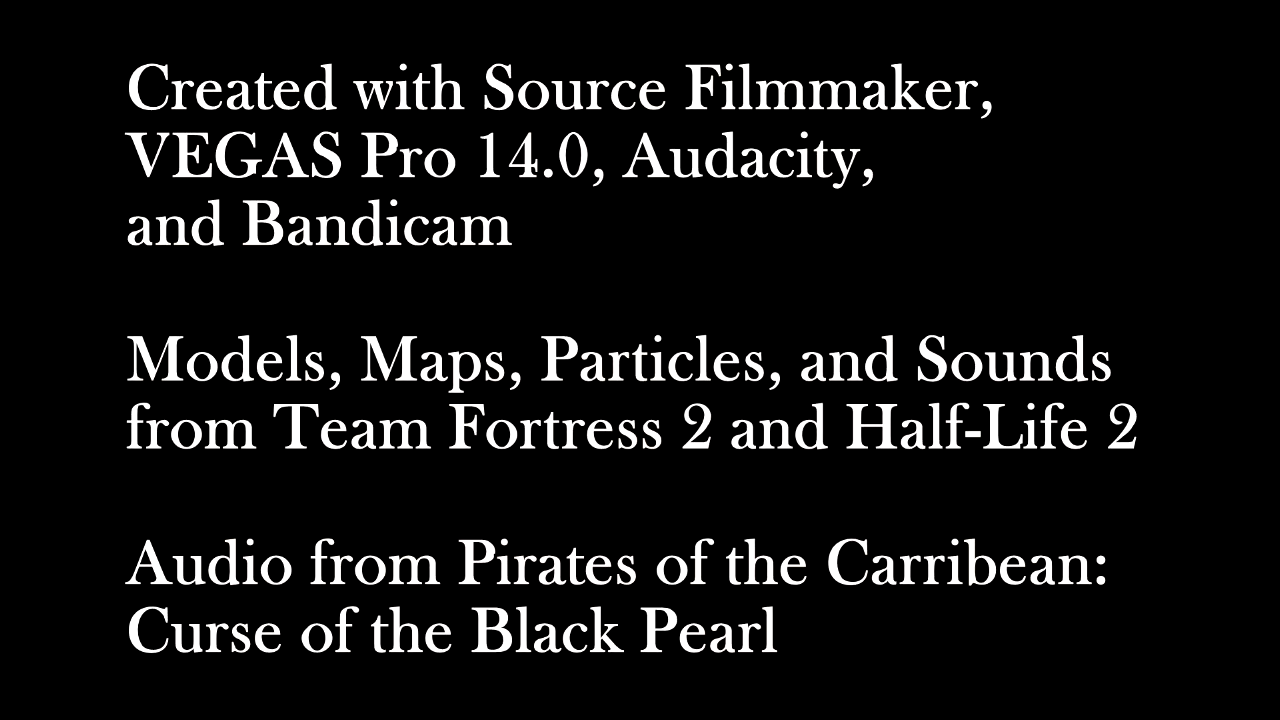 Created with Source Filmmaker,
VEGAS Pro 14.0, Audacity,
and Bandicam
Models, Maps, Particles, and Sounds
from Team Fortress 2 and Half-Life 2
Audio from Pirates of the Carribean:
Curse of the Black Pearl